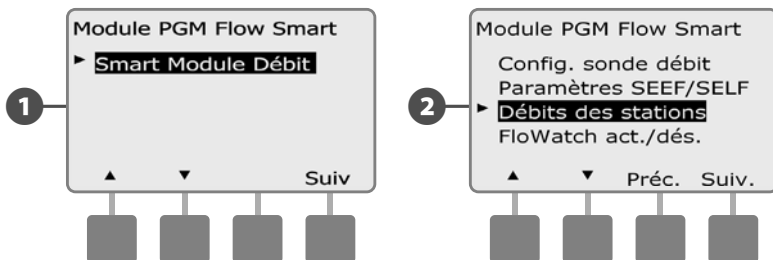 Module PGM Flow Smart
► Smart Module Débit
1
▲ ▼ Suiv
Module PGM Flow Smart
Config. sonde débit
Paramètres SEEF/SELF
2
► Débits des stations
FloWatch act./dés.
▲ ▼ Préc. Suiv.